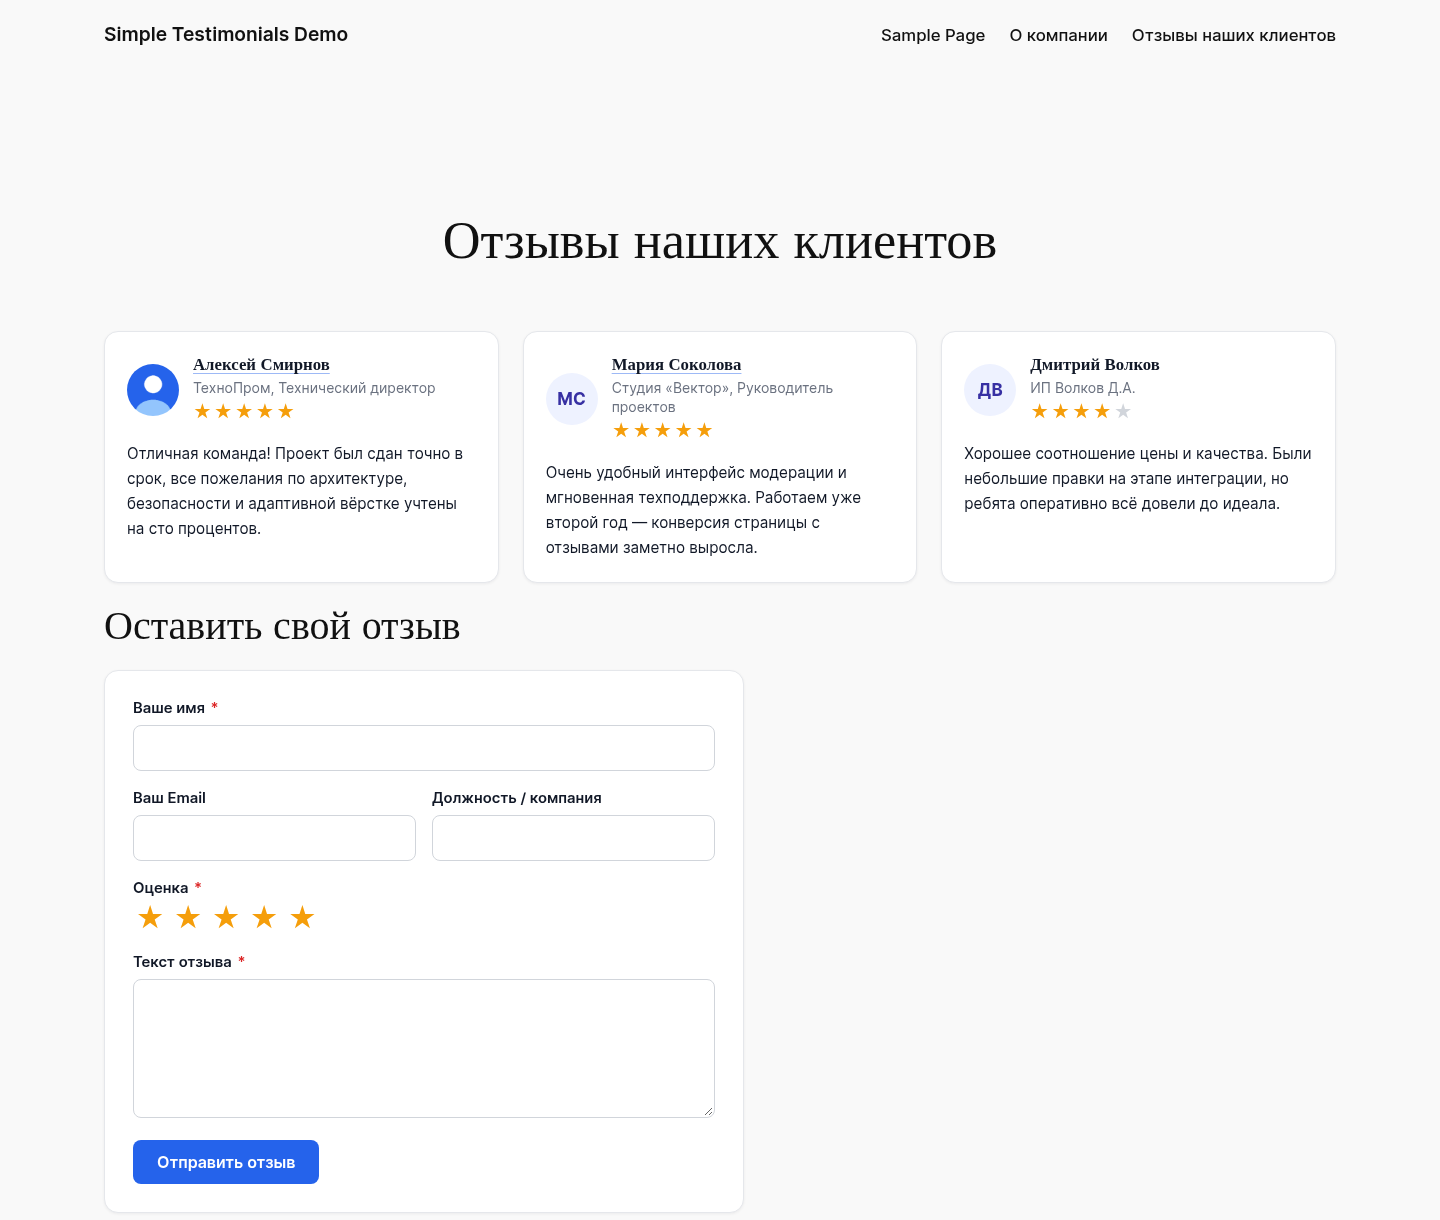 Simple Testimonials Demo
Sample Page
О компании
Отзывы наших клиентов
Отзывы наших клиентов
Алексей Смирнов
ТехноПром, Технический директор
★★★★★
Отличная команда! Проект был сдан точно в
срок, все пожелания по архитектуре,
безопасности и адаптивной вёрстке учтены
на сто процентов.
МС
Мария Соколова
Студия «Вектор», Руководитель
проектов
★★★★★
Очень удобный интерфейс модерации и
мгновенная техподдержка. Работаем уже
второй год — конверсия страницы с
отзывами заметно выросла.
ДВ
Дмитрий Волков
ИП Волков Д.А.
★★★★★
Хорошее соотношение цены и качества. Были
небольшие правки на этапе интеграции, но
ребята оперативно всё довели до идеала.
Оставить свой отзыв
Ваше имя *
Ваш Email
Должность / компания
Оценка *
★★★★★
Текст отзыва *
Отправить отзыв